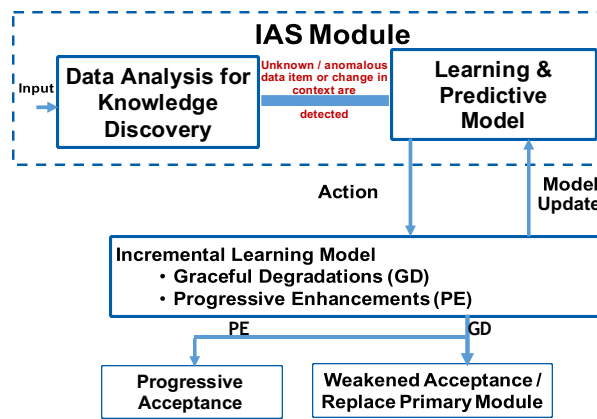 IAS Module
Input
Data Analysis for
Knowledge
Discovery
Unknown / anomalous
data item or change in
context are
detected
Learning &
Predictive
Model
Action
Model
Update
Incremental Learning Model
• Graceful Degradations (GD)
• Progressive Enhancements (PE)
PE
GD
Progressive
Acceptance
Weakened Acceptance /
Replace Primary Module